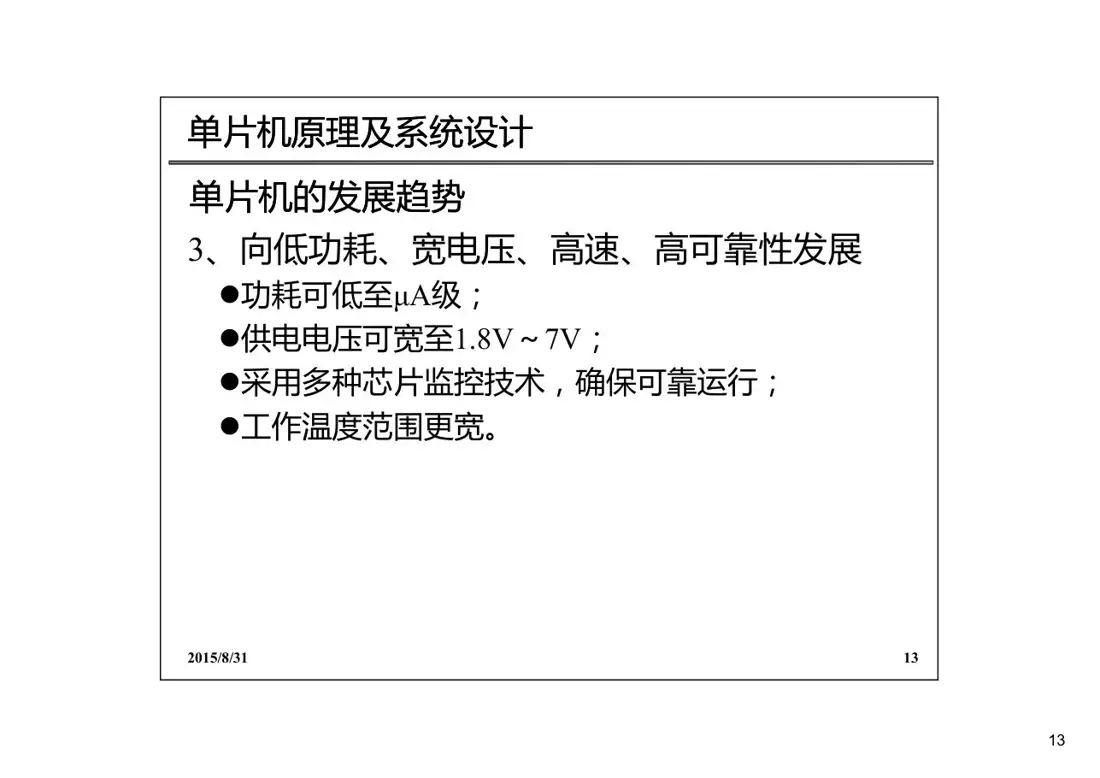 单片机原理及系统设计
单片机的发展趋势
3、向低功耗、宽电压、高速、高可靠性发展
●功耗可低至μA级；
●供电电压可宽至1.8V～7V；
●采用多种芯片监控技术，确保可靠运行；
●工作温度范围更宽。
2015/8/31 13
13